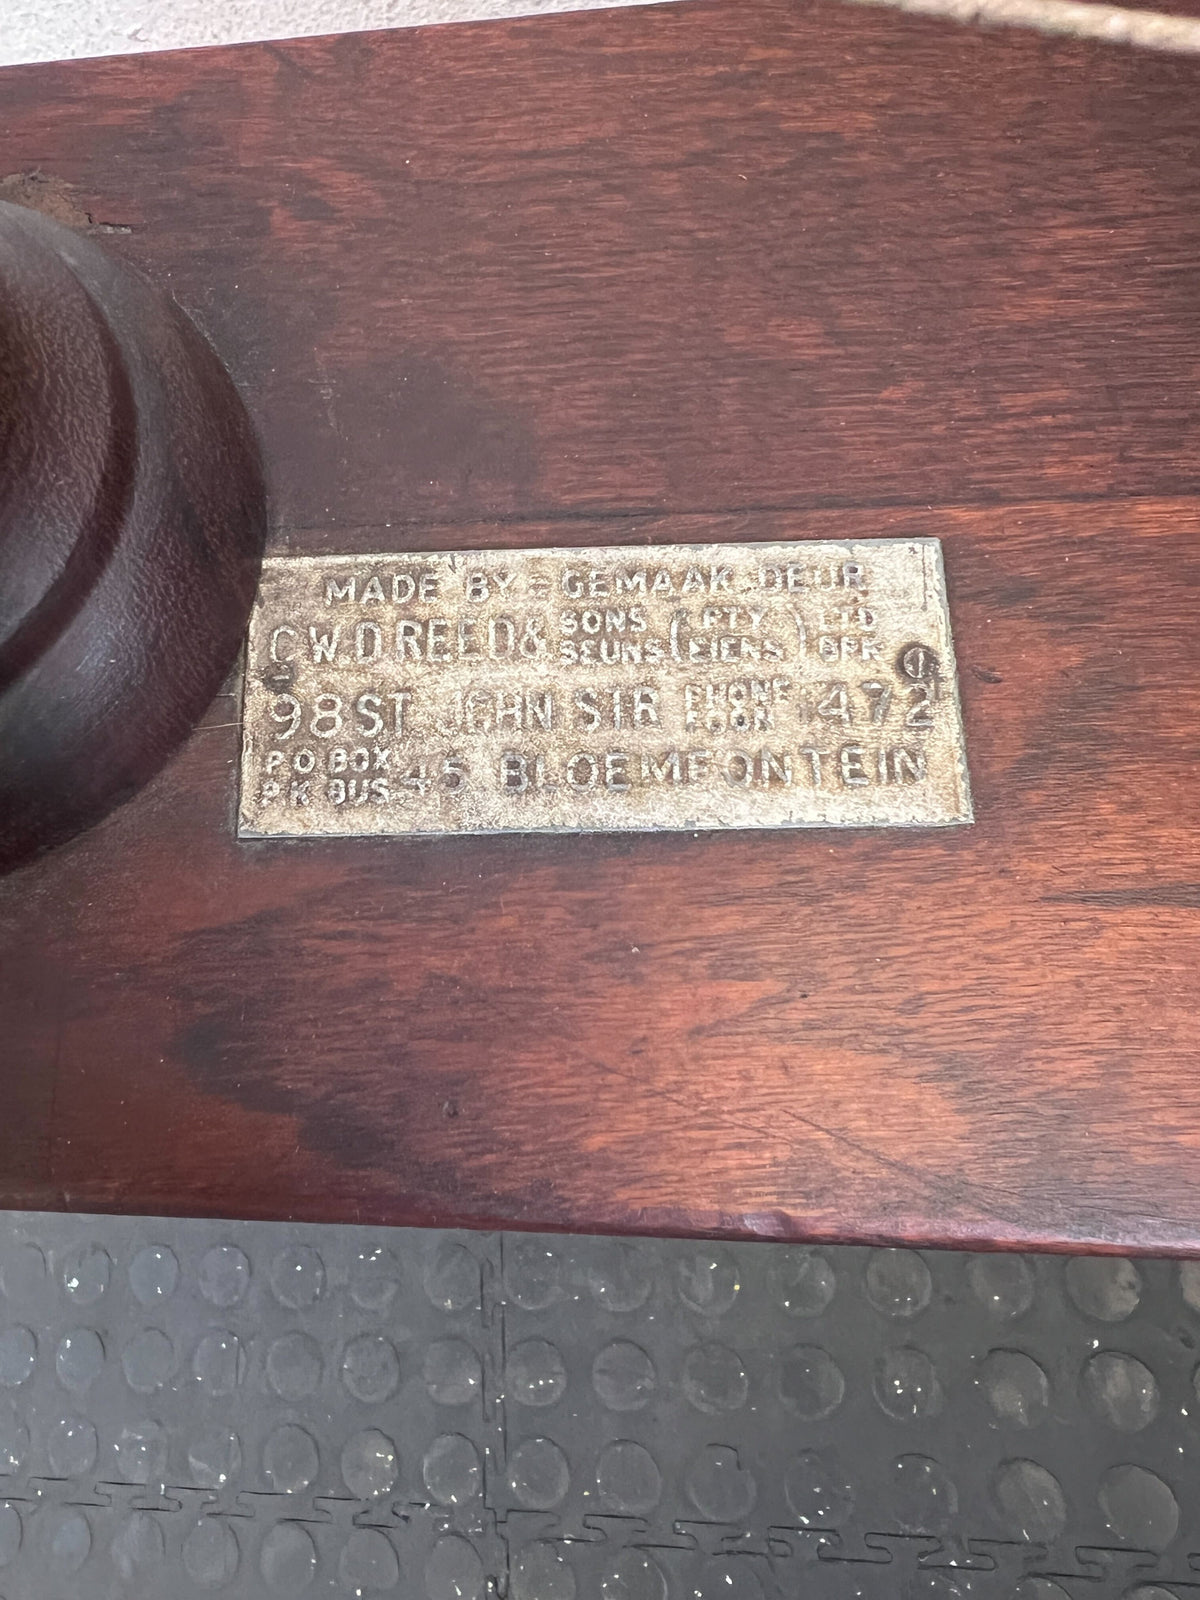 MADE BY - GEMAAK DEUR
C.W.D. REED & SONS (PTY) LTD
SEUNS (EIENS) BPK
98 ST JOHN STR PHONE 472
FOON
P O BOX 45 BLOEMFONTEIN
PK BUS